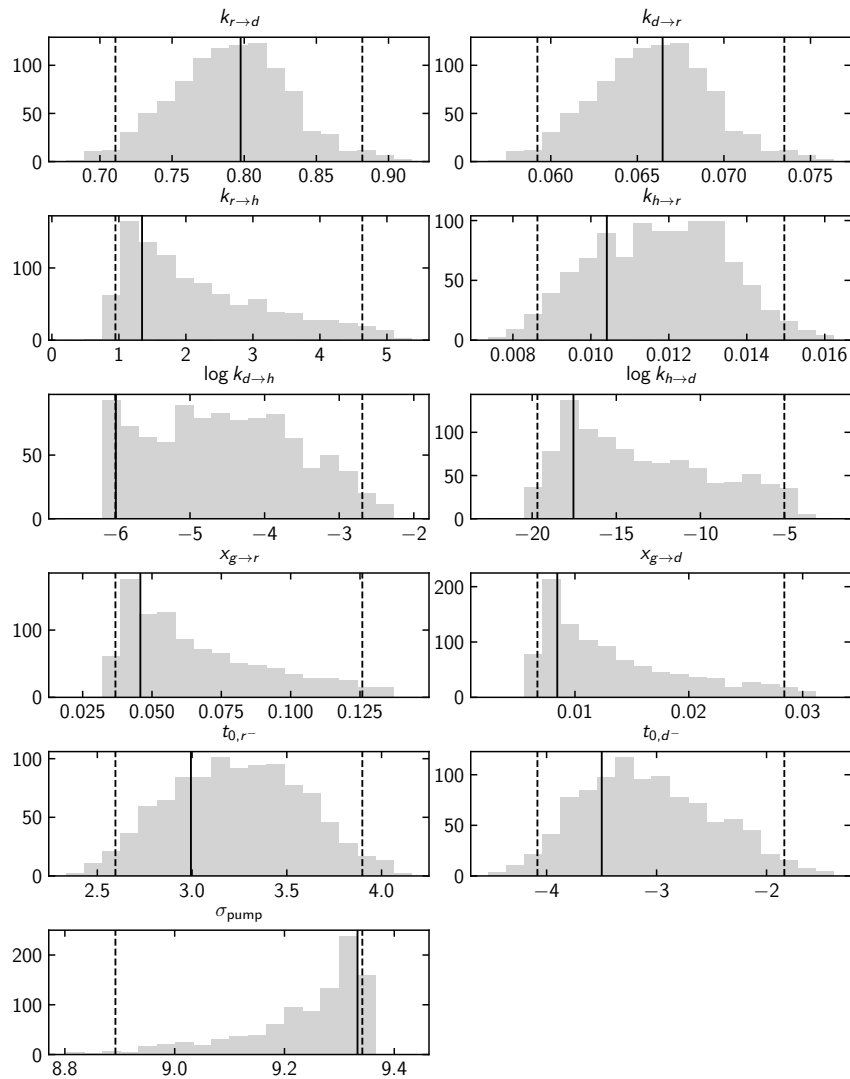 k_{r→d} k_{d→r}
100 100
50 50
0 0
0.70 0.75 0.80 0.85 0.90 0.060 0.065 0.070 0.075
k_{r→h} k_{h→r}
100 100
50
0 0
0 1 2 3 4 5 0.008 0.010 0.012 0.014 0.016
log k_{d→h} log k_{h→d}
100
50 50
0 0
−6 −5 −4 −3 −2 −20 −15 −10 −5
x_{g→r} x_{g→d}
200
100 100
0 0
0.025 0.050 0.075 0.100 0.125 0.01 0.02 0.03
t_{0,r⁻} t_{0,d⁻}
100 100
50 50
0 0
2.5 3.0 3.5 4.0 −4 −3 −2
σ_{pump}
200
100
0
8.8 9.0 9.2 9.4